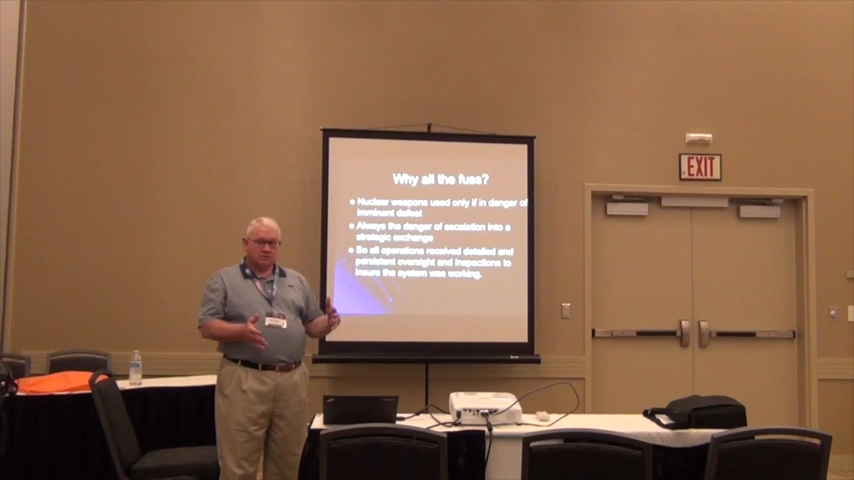 Why all the fuss?
Nuclear weapons used only if in danger of
imminent defeat
Always the danger of escalation into a
strategic exchange
So all operations received detailed and
persistent oversight and inspections to
insure the system was working.
EXIT